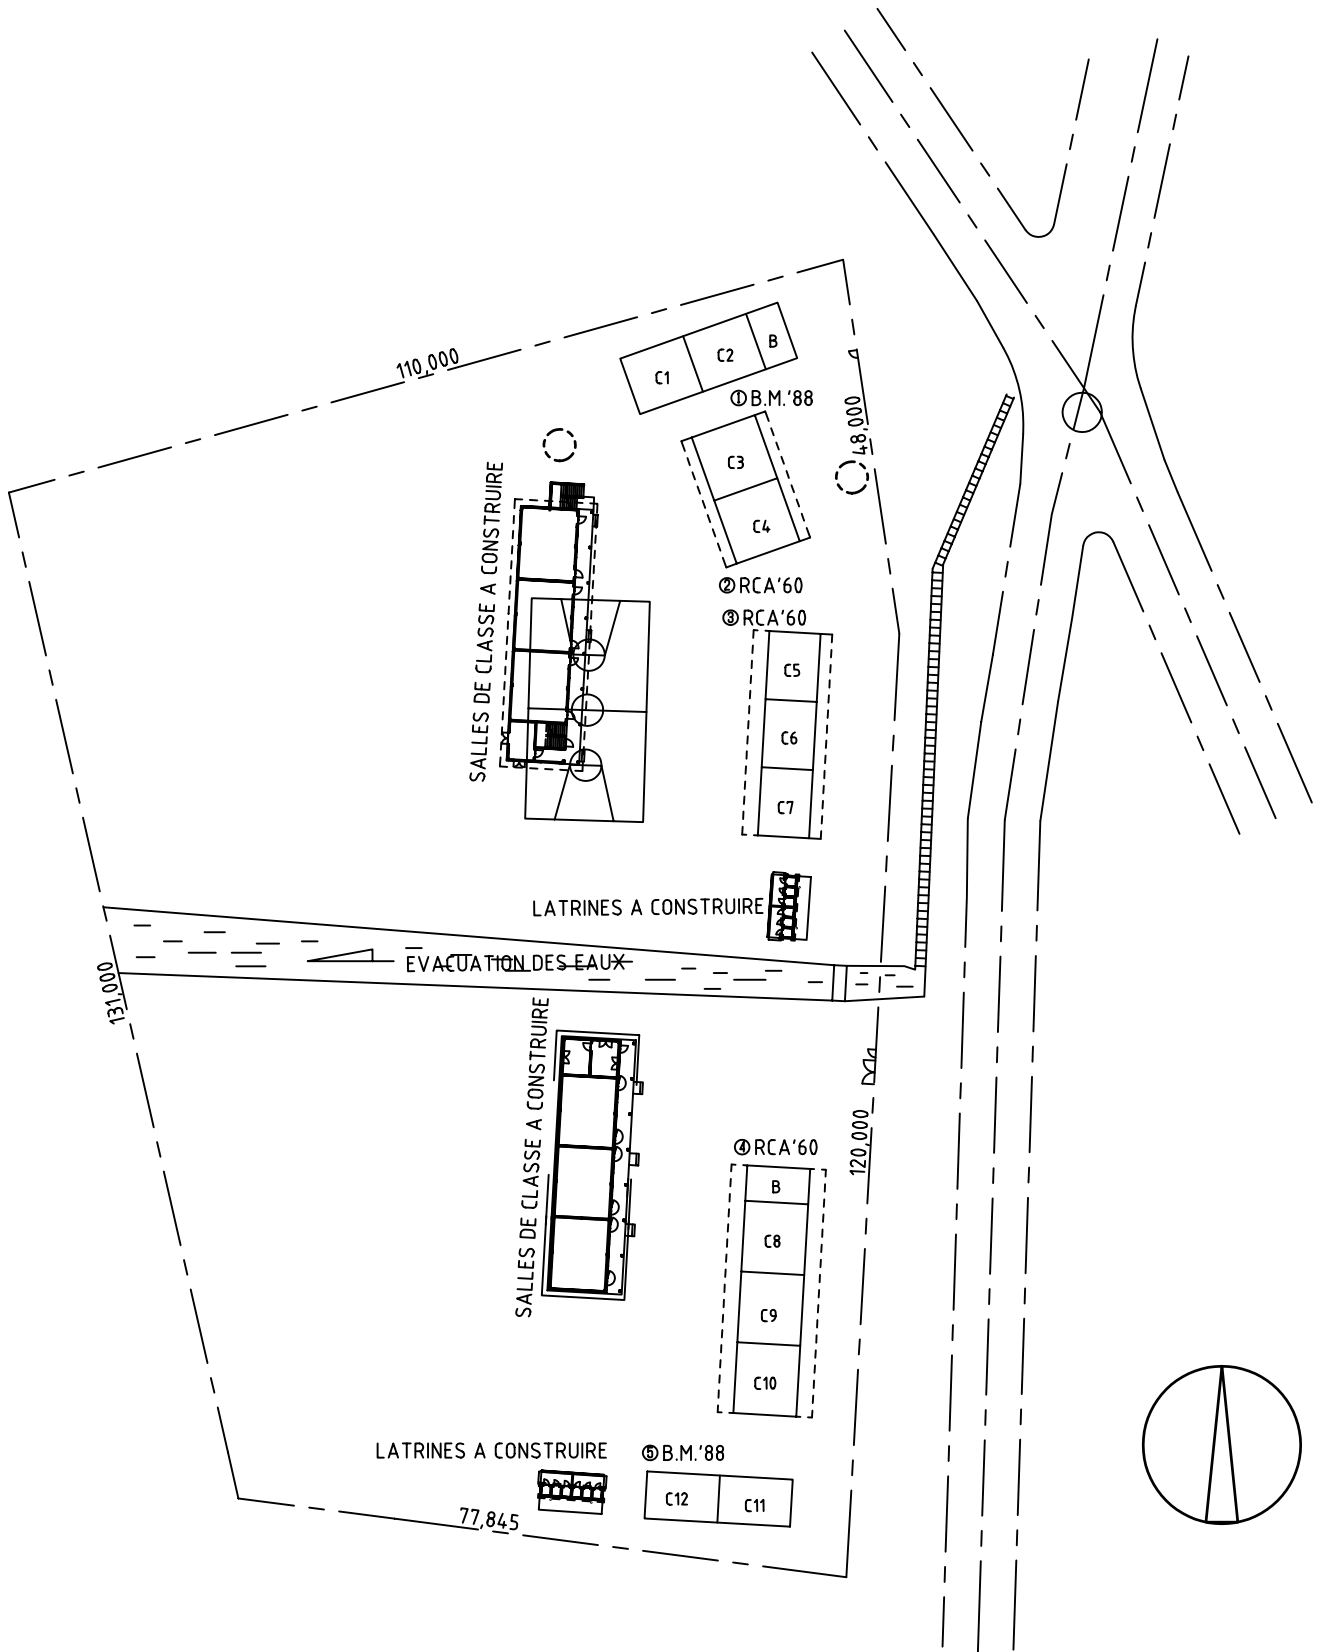 110,000
C1
C2
B
①B.M.'88
48,000
C3
C4
SALLES DE CLASSE A CONSTRUIRE
②RCA'60
③RCA'60
C5
C6
C7
LATRINES A CONSTRUIRE
EVACUATION DES EAUX
131,000
SALLES DE CLASSE A CONSTRUIRE
120,000
④RCA'60
B
C8
C9
C10
LATRINES A CONSTRUIRE
⑤B.M.'88
C12
C11
77,845